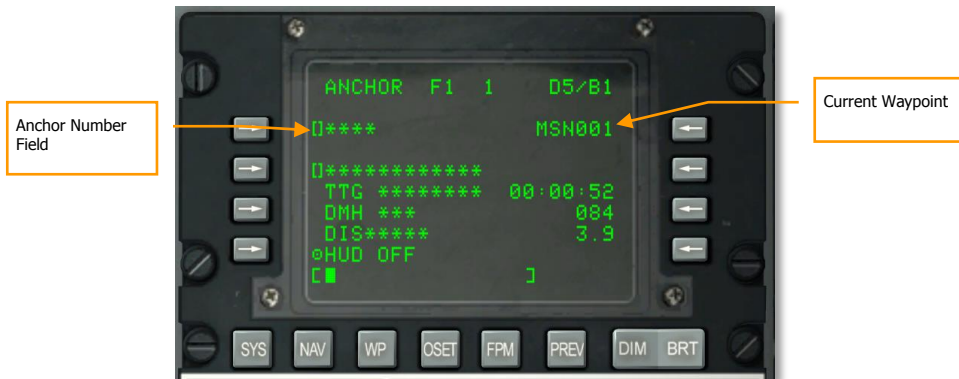 ANCHOR F1 1 D5/B1
Anchor Number
Field
Current Waypoint
[]**** MSN001
[]*************
TTG ******** 00:00:52
DMH *** 084
DIS***** 3.9
⊙HUD OFF
[█ ]
SYS NAV WP OSET FPM PREV DIM BRT